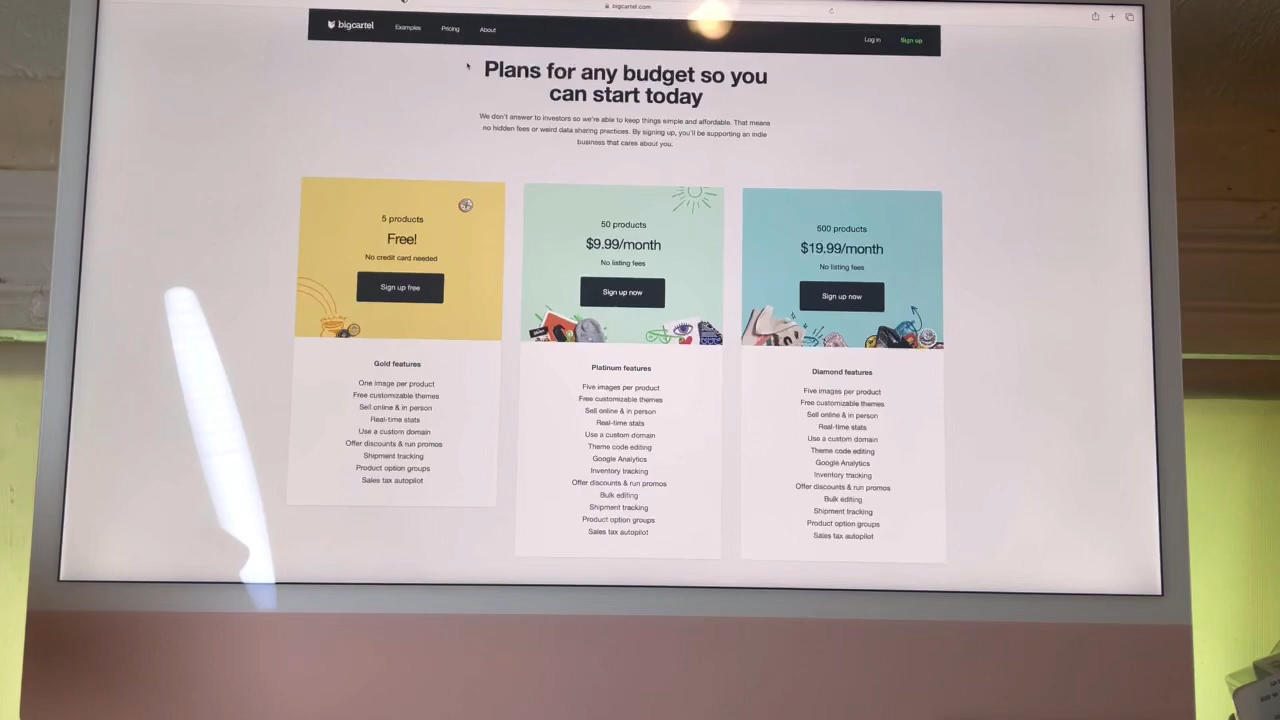 bigcartel.com
bigcartel Examples Pricing About Log in Sign up
Plans for any budget so you
can start today
We don't answer to investors so we're able to keep things simple and affordable. That means
no hidden fees or weird data sharing practices. By signing up, you'll be supporting an indie
business that cares about you.
5 products
Free!
No credit card needed
Sign up free
Gold features
One image per product
Free customizable themes
Sell online & in person
Real-time stats
Use a custom domain
Offer discounts & run promos
Shipment tracking
Product option groups
Sales tax autopilot
50 products
$9.99/month
No listing fees
Sign up now
Platinum features
Five images per product
Free customizable themes
Sell online & in person
Real-time stats
Use a custom domain
Theme code editing
Google Analytics
Inventory tracking
Offer discounts & run promos
Bulk editing
Shipment tracking
Product option groups
Sales tax autopilot
500 products
$19.99/month
No listing fees
Sign up now
Diamond features
Five images per product
Free customizable themes
Sell online & in person
Real-time stats
Use a custom domain
Theme code editing
Google Analytics
Inventory tracking
Offer discounts & run promos
Bulk editing
Shipment tracking
Product option groups
Sales tax autopilot